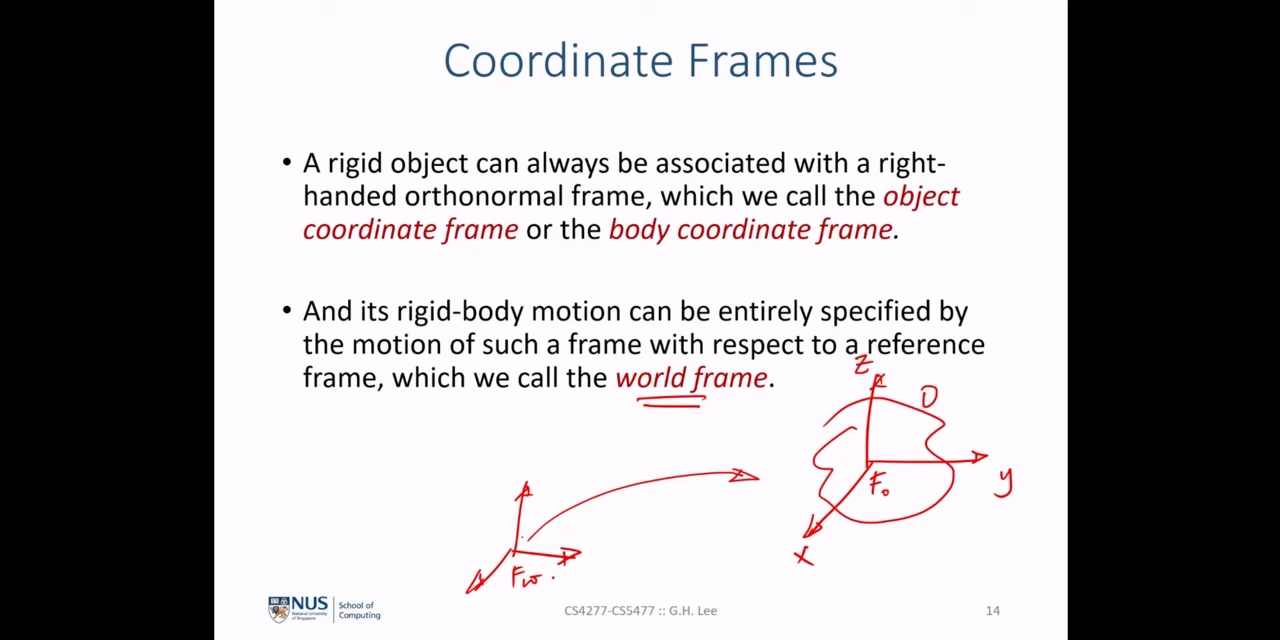 Coordinate Frames
• A rigid object can always be associated with a right-
handed orthonormal frame, which we call the object
coordinate frame or the body coordinate frame.
• And its rigid-body motion can be entirely specified by
the motion of such a frame with respect to a reference
frame, which we call the world frame.
Z
O
y
F₀
X
Fw.
NUS
National University
of Singapore
School of
Computing
CS4277-CS5477 :: G.H. Lee
14